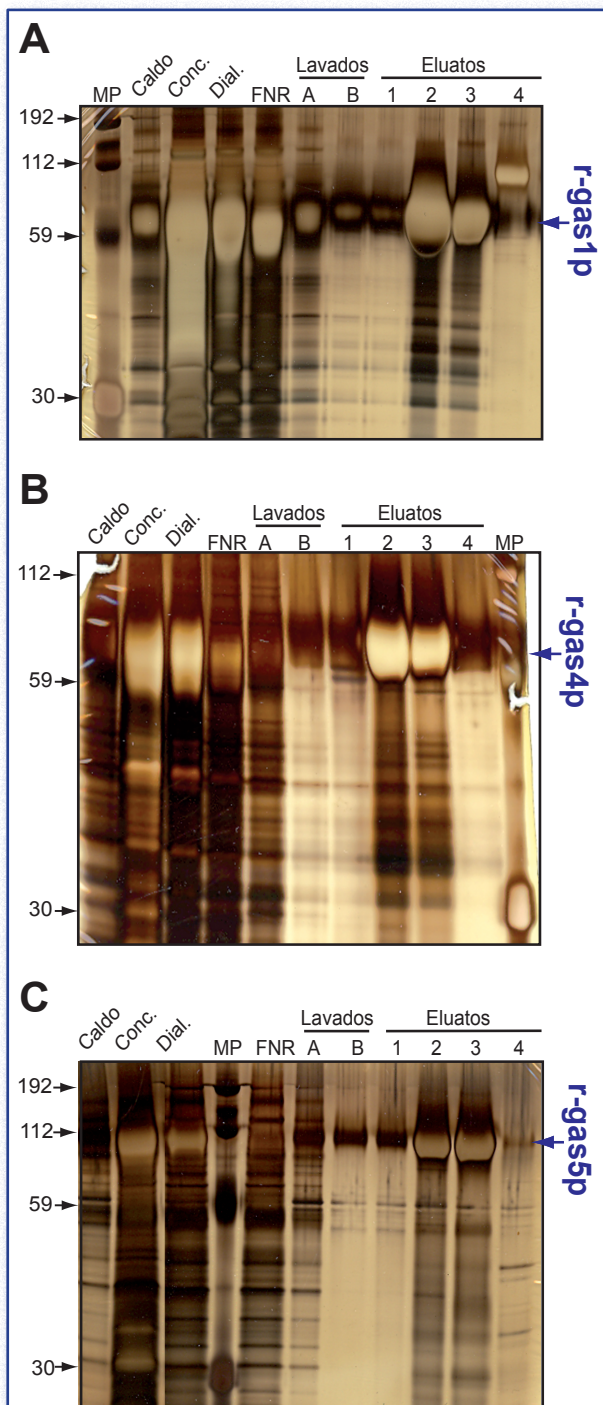 A
Lavados
Eluatos
MP Caldo Conc. Dial. FNR A B 1 2 3 4
192
112
59
30
r-gas1p
B
Lavados
Eluatos
Caldo Conc. Dial. FNR A B 1 2 3 4 MP
112
59
30
r-gas4p
C
Lavados
Eluatos
Caldo Conc. Dial. MP FNR A B 1 2 3 4
192
112
59
30
r-gas5p